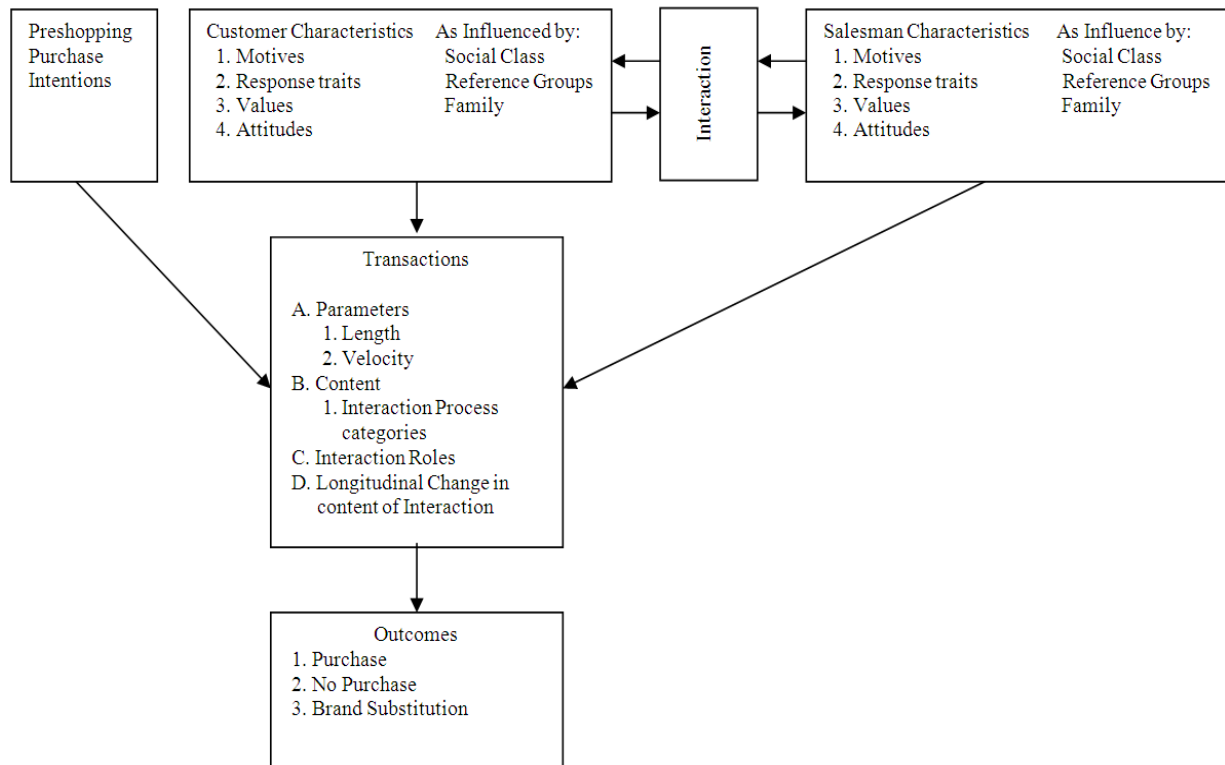 Preshopping
Purchase
Intentions
Customer Characteristics
1. Motives
2. Response traits
3. Values
4. Attitudes
As Influenced by:
Social Class
Reference Groups
Family
Interaction
Salesman Characteristics
1. Motives
2. Response traits
3. Values
4. Attitudes
As Influence by:
Social Class
Reference Groups
Family
Transactions
A. Parameters
1. Length
2. Velocity
B. Content
1. Interaction Process
categories
C. Interaction Roles
D. Longitudinal Change in
content of Interaction
Outcomes
1. Purchase
2. No Purchase
3. Brand Substitution